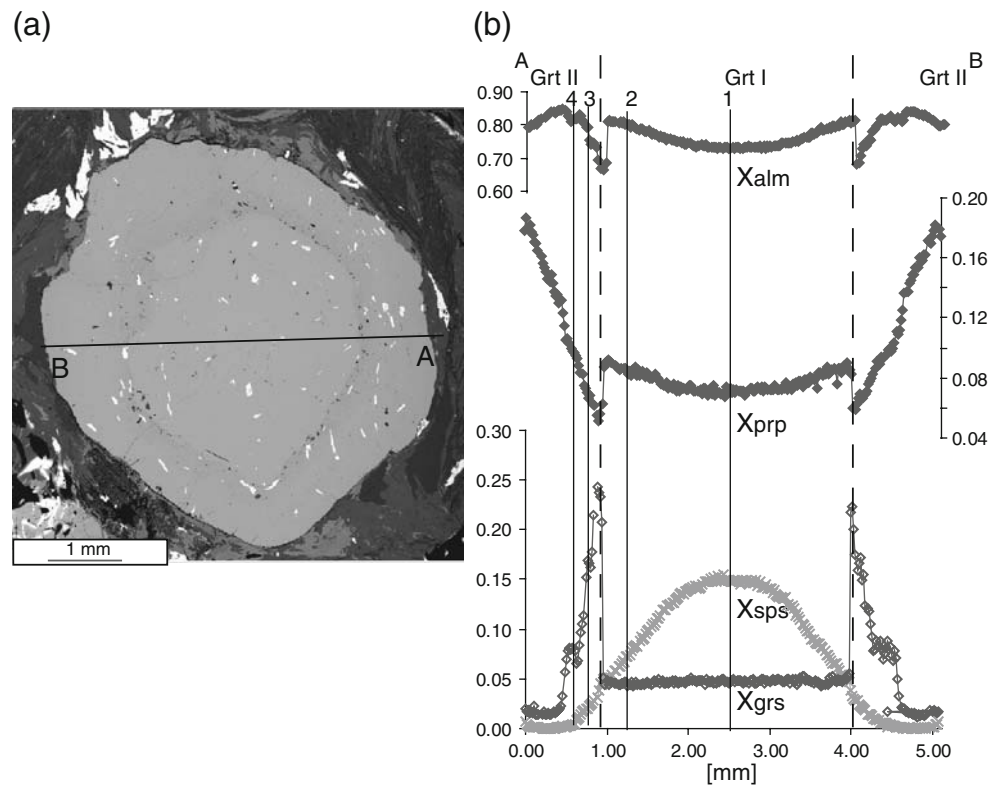 (a)
B
A
1 mm
(b)
A
B
Grt II
Grt I
Grt II
4
3
2
1
0.90
0.80
0.70
0.60
Xalm
0.20
0.16
0.12
0.08
0.04
Xprp
0.30
0.25
0.20
0.15
0.10
0.05
0.00
Xsps
Xgrs
0.00 1.00 2.00 3.00 4.00 5.00
[mm]